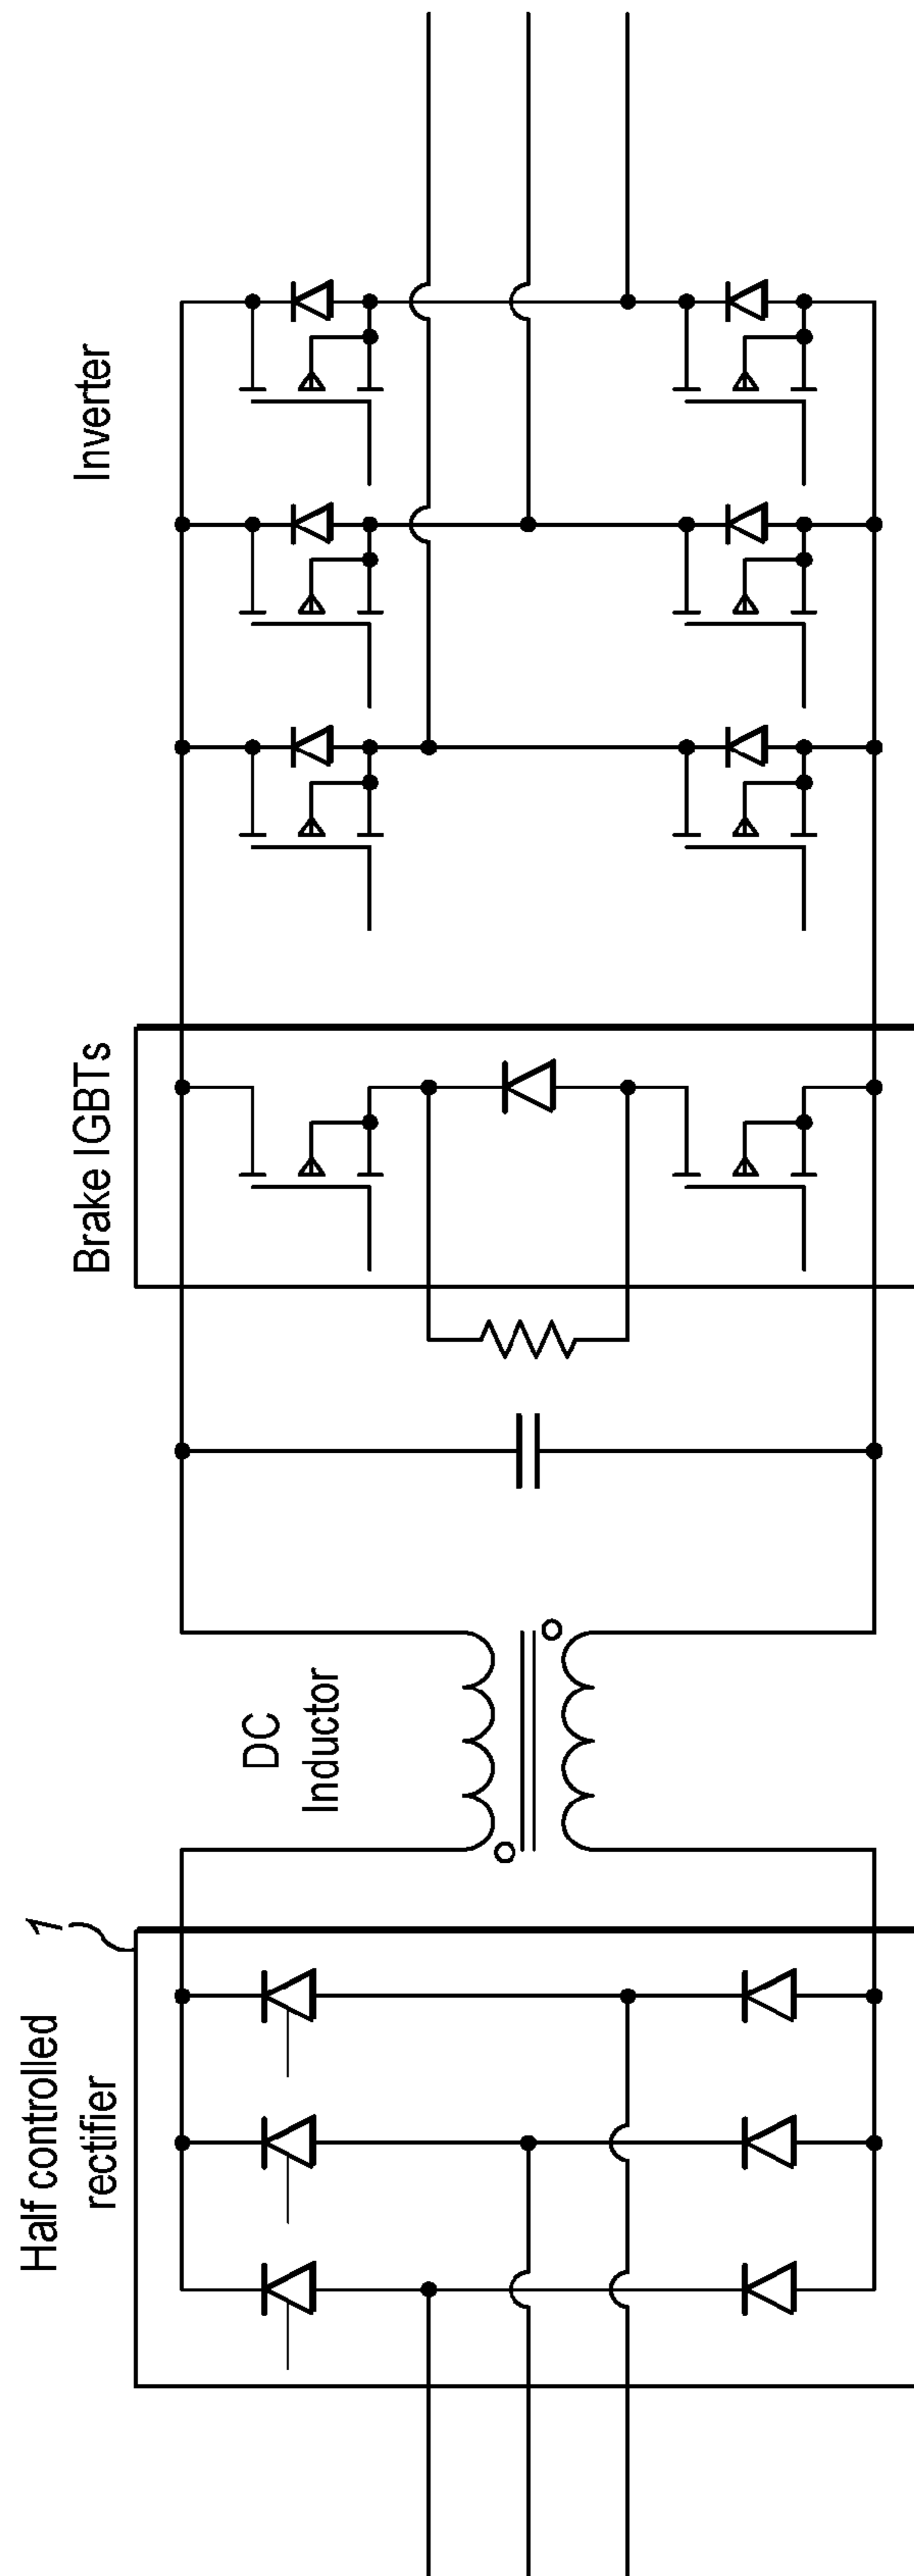 Half controlled
rectifier
1
DC
Inductor
Brake IGBTs
Inverter